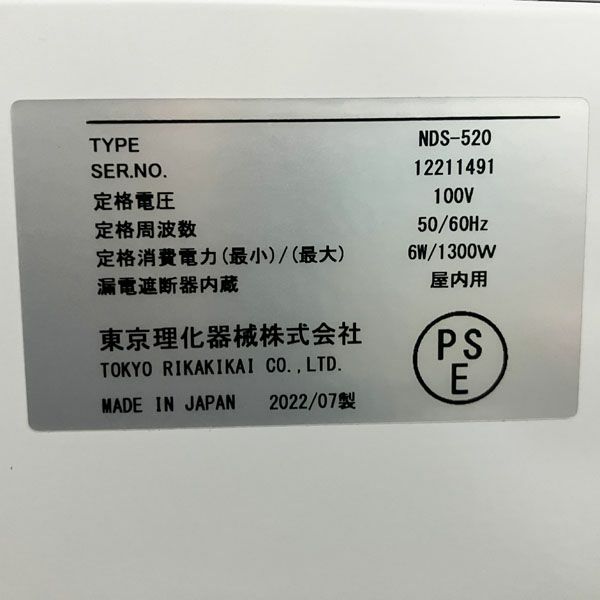 TYPE NDS-520
SER.NO. 12211491
定格電圧 100V
定格周波数 50/60Hz
定格消費電力(最小)/(最大) 6W/1300W
漏電遮断器内蔵 屋内用
東京理化器械株式会社
TOKYO RIKAKIKAI CO.,LTD.
MADE IN JAPAN 2022/07製
PS
E